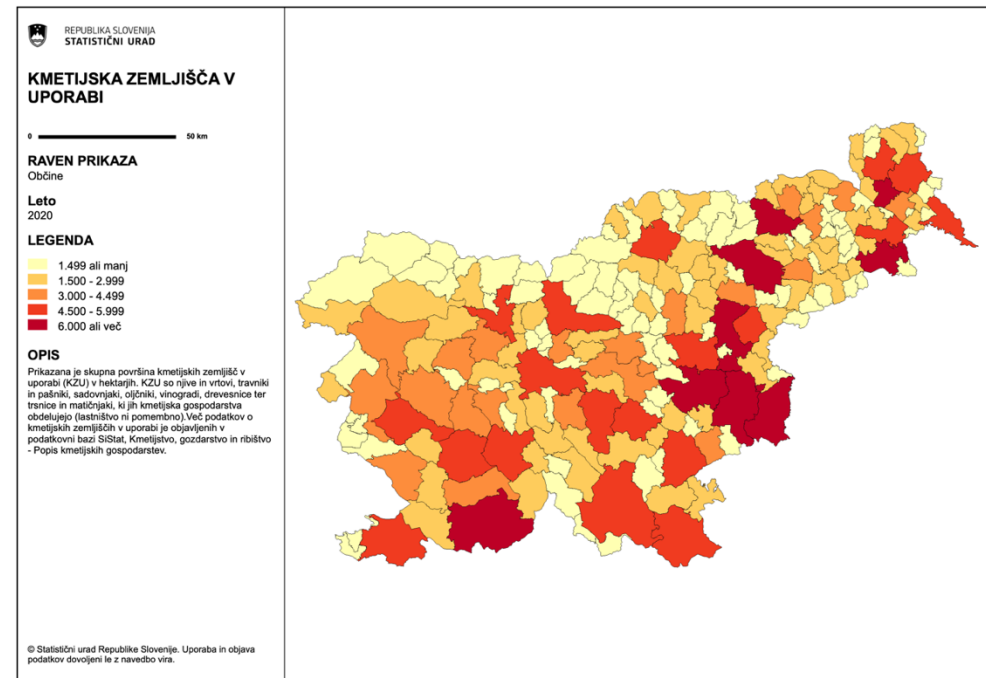 REPUBLIKA SLOVENIJA
STATISTIČNI URAD
KMETIJSKA ZEMLJIŠČA V
UPORABI
0 50 km
RAVEN PRIKAZA
Občine
Leto
2020
LEGENDA
1.499 ali manj
1.500 - 2.999
3.000 - 4.499
4.500 - 5.999
6.000 ali več
OPIS
Prikazana je skupna površina kmetijskih zemljišč v
uporabi (KZU) v hektarjih. KZU so njive in vrtovi, travniki
in pašniki, sadovnjaki, oljčniki, vinogradi, drevesnice ter
trsnice in matičnjaki, ki jih kmetijska gospodarstva
obdelujejo (lastništvo ni pomembno).Več podatkov o
kmetijskih zemljiščih v uporabi je objavljenih v
podatkovni bazi SiStat, Kmetijstvo, gozdarstvo in ribištvo
- Popis kmetijskih gospodarstev.
© Statistični urad Republike Slovenije. Uporaba in objava
podatkov dovoljeni le z navedbo vira.